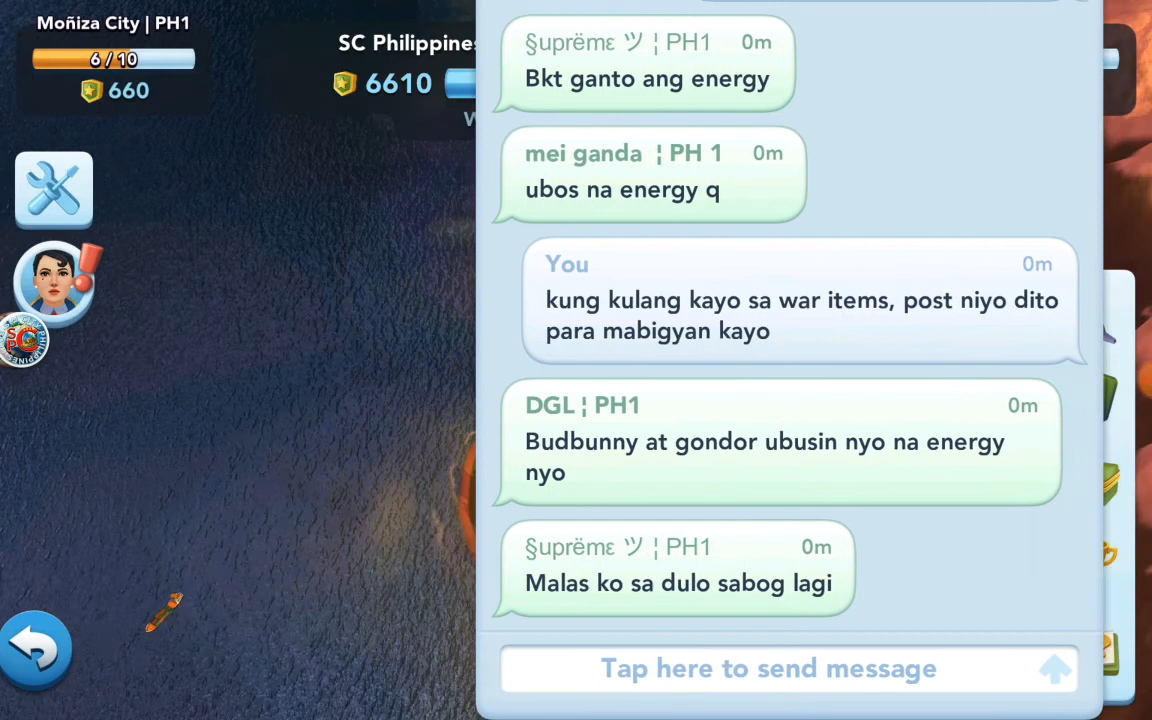 Moñiza City | PH1
6 / 10
660
SC Philippines
6610
W
§uprëmɛ ツ ¦ PH1 0m
Bkt ganto ang energy
mei ganda ¦ PH 1 0m
ubos na energy q
You 0m
kung kulang kayo sa war items, post niyo dito
para mabigyan kayo
DGL ¦ PH1 0m
Budbunny at gondor ubusin nyo na energy
nyo
§uprëmɛ ツ ¦ PH1 0m
Malas ko sa dulo sabog lagi
Tap here to send message